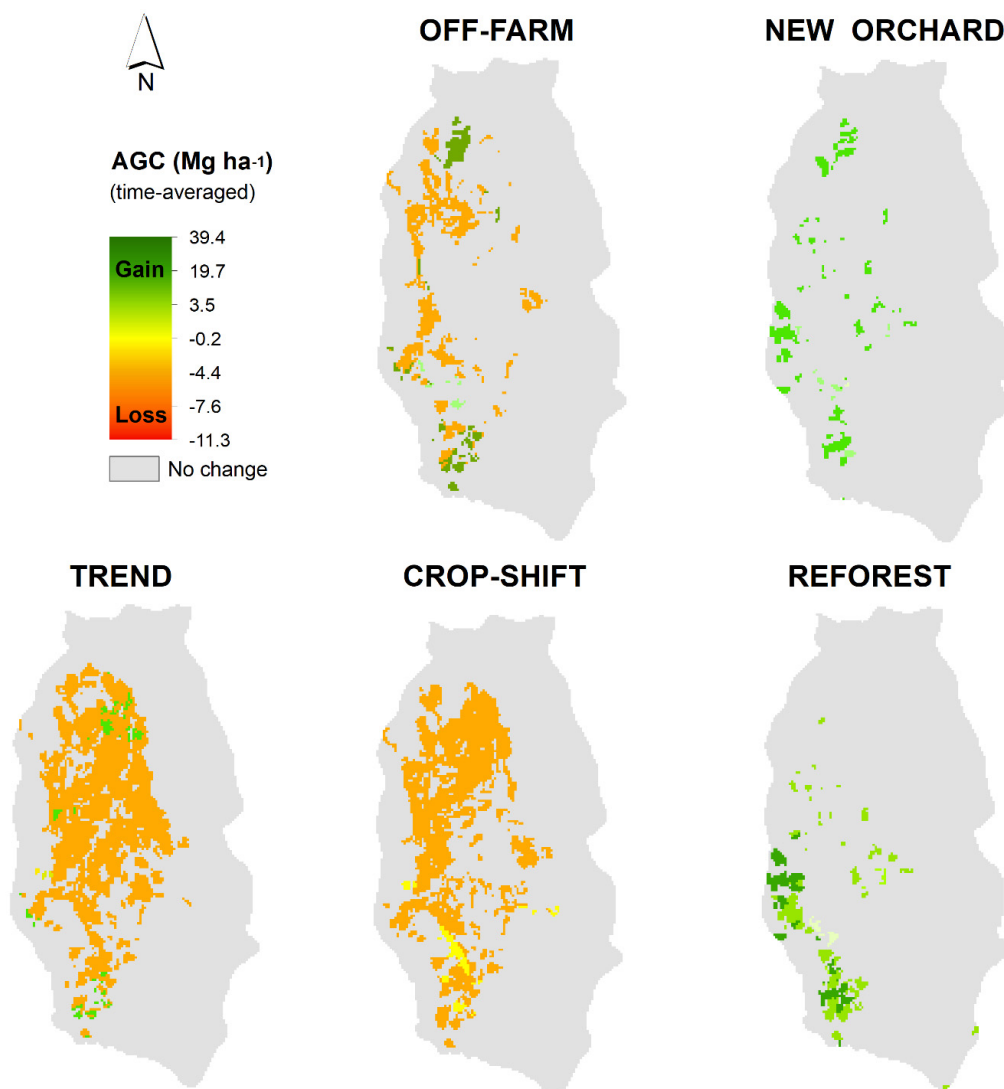 OFF-FARM
NEW ORCHARD
N
AGC (Mg ha-1)
(time-averaged)
39.4
Gain
19.7
3.5
-0.2
-4.4
-7.6
Loss
-11.3
No change
TREND
CROP-SHIFT
REFOREST